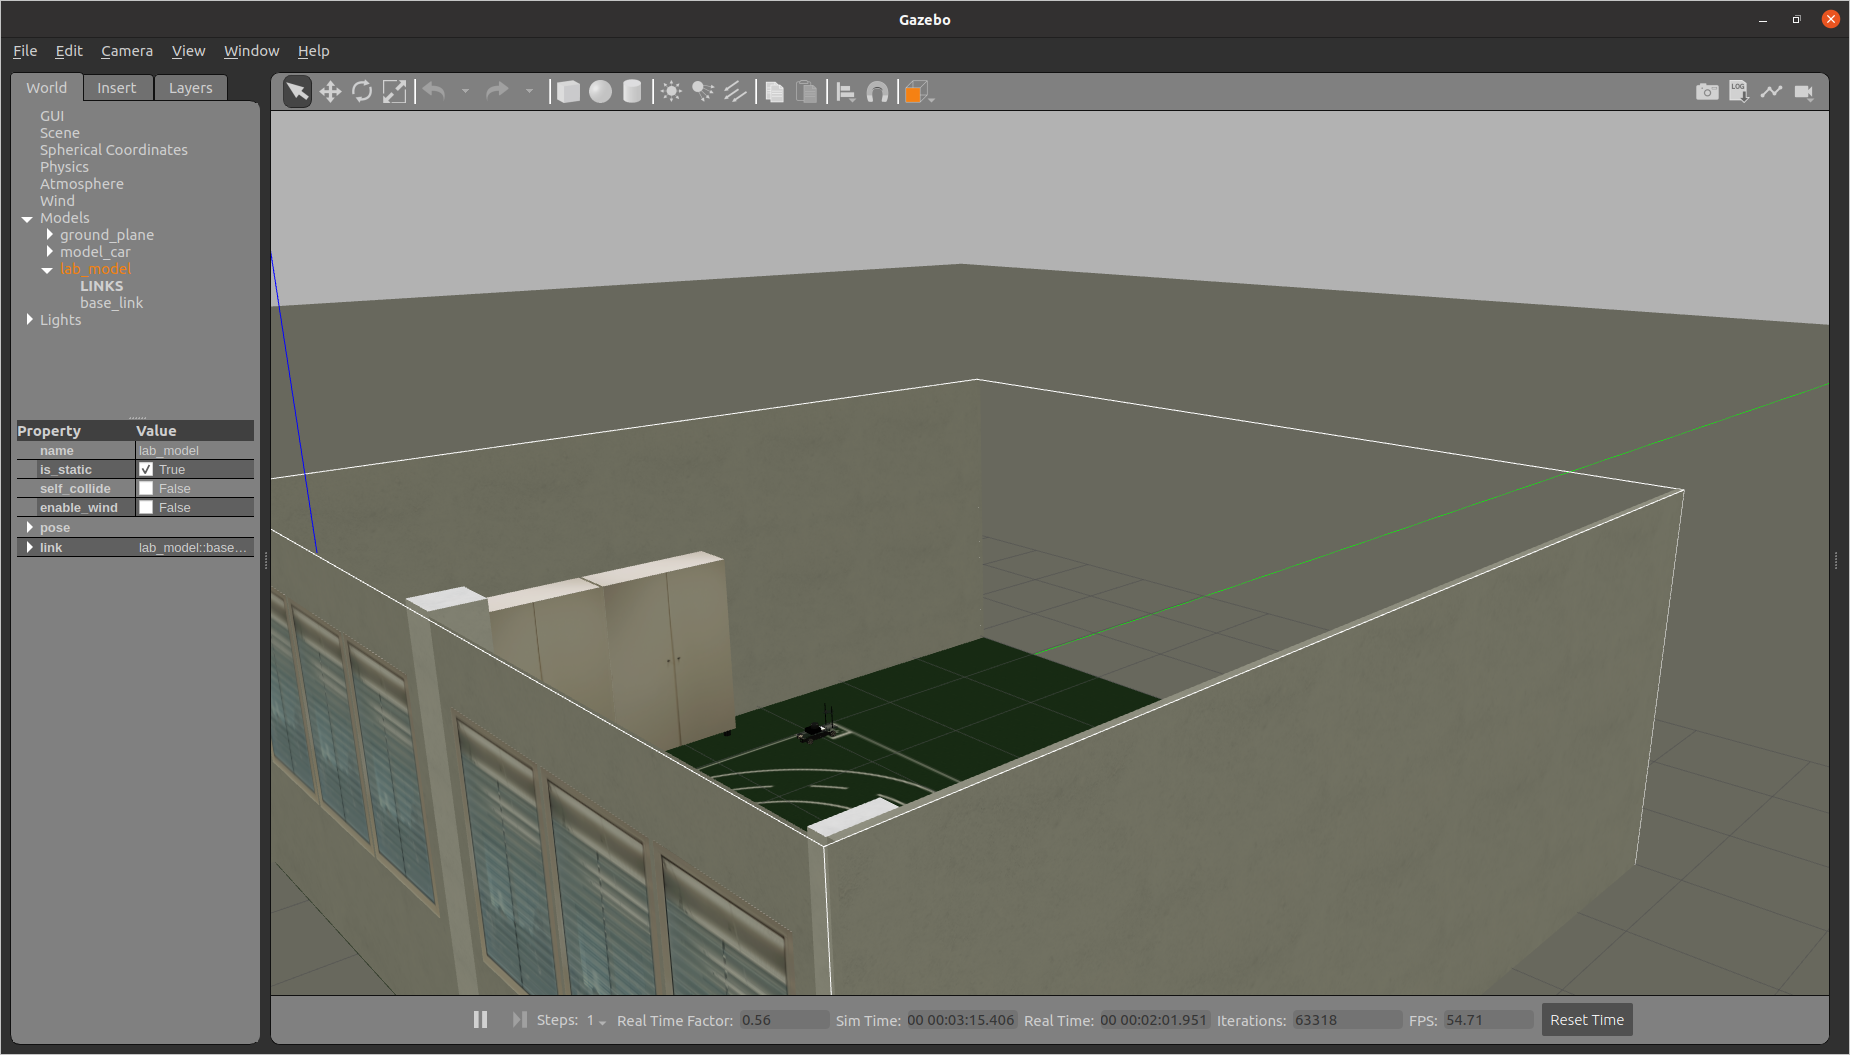 Gazebo
File Edit Camera View Window Help
World Insert Layers
LOG
GUI
Scene
Spherical Coordinates
Physics
Atmosphere
Wind
Models
ground_plane
model_car
lab_model
LINKS
base_link
Lights
Property Value
name lab_model
is_static True
self_collide False
enable_wind False
pose
link lab_model::base...
Steps: 1 Real Time Factor: 0.56 Sim Time: 00 00:03:15.406 Real Time: 00 00:02:01.951 Iterations: 63318 FPS: 54.71 Reset Time